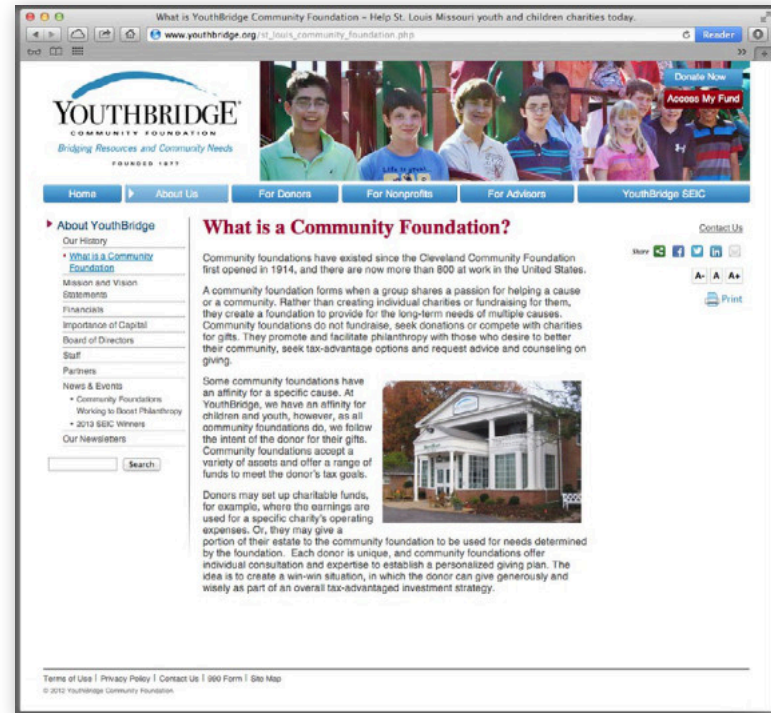 What is YouthBridge Community Foundation – Help St. Louis Missouri youth and children charities today.
www.youthbridge.org/st_louis_community_foundation.php
Reader
YOUTHBRIDGE
COMMUNITY FOUNDATION
Bridging Resources and Community Needs
FOUNDED 1877
Donate Now
Access My Fund
Life is good
Home
About Us
For Donors
For Nonprofits
For Advisors
YouthBridge SEIC
About YouthBridge
Our History
What is a Community
Foundation
Mission and Vision
Statements
Financials
Importance of Capital
Board of Directors
Staff
Partners
News & Events
• Community Foundations
Working to Boost Philanthropy
• 2013 SEIC Winners
Our Newsletters
Search
What is a Community Foundation?
Community foundations have existed since the Cleveland Community Foundation
first opened in 1914, and there are now more than 800 at work in the United States.
A community foundation forms when a group shares a passion for helping a cause
or a community. Rather than creating individual charities or fundraising for them,
they create a foundation to provide for the long-term needs of multiple causes.
Community foundations do not fundraise, seek donations or compete with charities
for gifts. They promote and facilitate philanthropy with those who desire to better
their community, seek tax-advantage options and request advice and counseling on
giving.
Some community foundations have
an affinity for a specific cause. At
YouthBridge, we have an affinity for
children and youth, however, as all
community foundations do, we follow
the intent of the donor for their gifts.
Community foundations accept a
variety of assets and offer a range of
funds to meet the donor's tax goals.
Donors may set up charitable funds,
for example, where the earnings are
used for a specific charity's operating
expenses. Or, they may give a
portion of their estate to the community foundation to be used for needs determined
by the foundation. Each donor is unique, and community foundations offer
individual consultation and expertise to establish a personalized giving plan. The
idea is to create a win-win situation, in which the donor can give generously and
wisely as part of an overall tax-advantaged investment strategy.
Contact Us
Share
A- A A+
Print
Terms of Use | Privacy Policy | Contact Us | 990 Form | Site Map
© 2012 YouthBridge Community Foundation